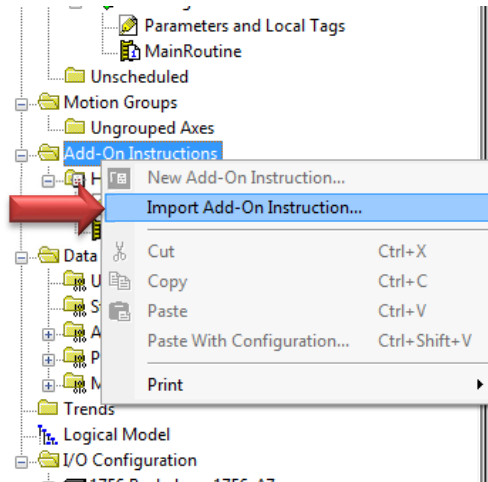 Parameters and Local Tags
MainRoutine
Unscheduled
Motion Groups
Ungrouped Axes
Add-On Instructions
H
New Add-On Instruction...
Import Add-On Instruction...
Data
Cut Ctrl+X
U
Copy Ctrl+C
S
Paste Ctrl+V
A
Paste With Configuration... Ctrl+Shift+V
P
M
Print
Trends
Logical Model
I/O Configuration